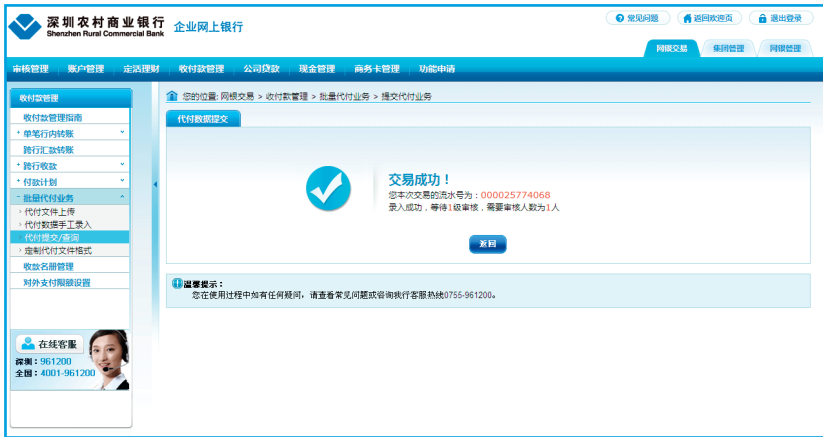 深圳农村商业银行 企业网上银行
Shenzhen Rural Commercial Bank
常见问题 返回欢迎页 退出登录
网银交易 集团管理 网银管理
审核管理 账户管理 定活理财 收付款管理 公司贷款 现金管理 商务卡管理 功能申请
收付款管理
您的位置: 网银交易 > 收付款管理 > 批量代付业务 > 提交代付业务
收付款管理指南
代付数据提交
单笔行内转账
跨行汇款转账
跨行收款
付款计划
批量代付业务
代付文件上传
代付数据手工录入
代付提交/查询
定制代付文件格式
收款名册管理
对外支付限额设置
交易成功！
您本次交易的流水号为：000025774068
录入成功，等待1级审核，需要审核人数为1人
返回
温馨提示：
您在使用过程中如有任何疑问，请查看常见问题或咨询我行客服热线0755-961200。
在线客服
深圳：961200
全国：4001-961200